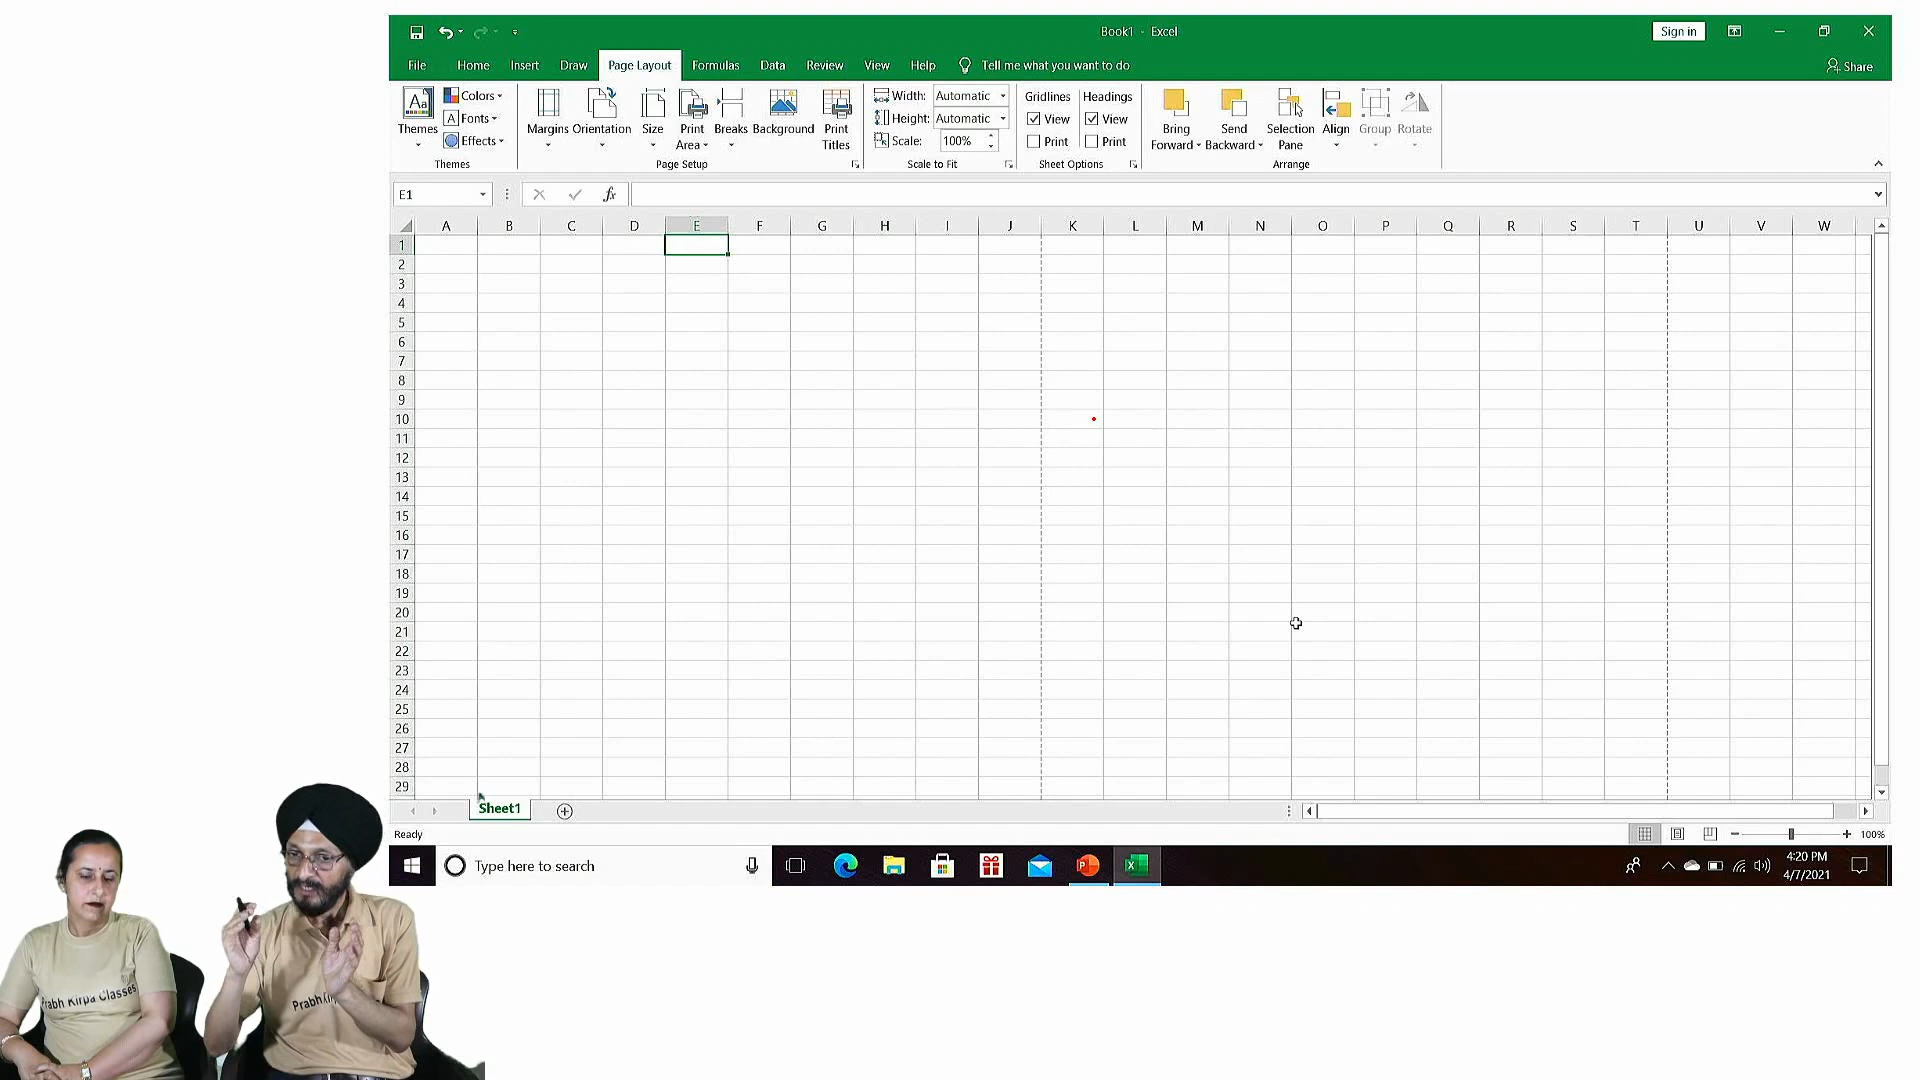 Book1 - Excel
Sign in
File Home Insert Draw Page Layout Formulas Data Review View Help Tell me what you want to do Share
Colors Width: Automatic Gridlines Headings
Aa Fonts Height: Automatic View View
Themes Effects Margins Orientation Size Print Area Breaks Background Print Titles Scale: 100% Print Print Bring Forward Send Backward Selection Pane Align Group Rotate
Themes Page Setup Scale to Fit Sheet Options Arrange
E1 fx
A B C D E F G H I J K L M N O P Q R S T U V W
1
2
3
4
5
6
7
8
9
10
11
12
13
14
15
16
17
18
19
20
21
22
23
24
25
26
27
28
29
Sheet1
Ready 100%
Type here to search 4:20 PM
4/7/2021
Prabh Kirpa Classes
Prabh